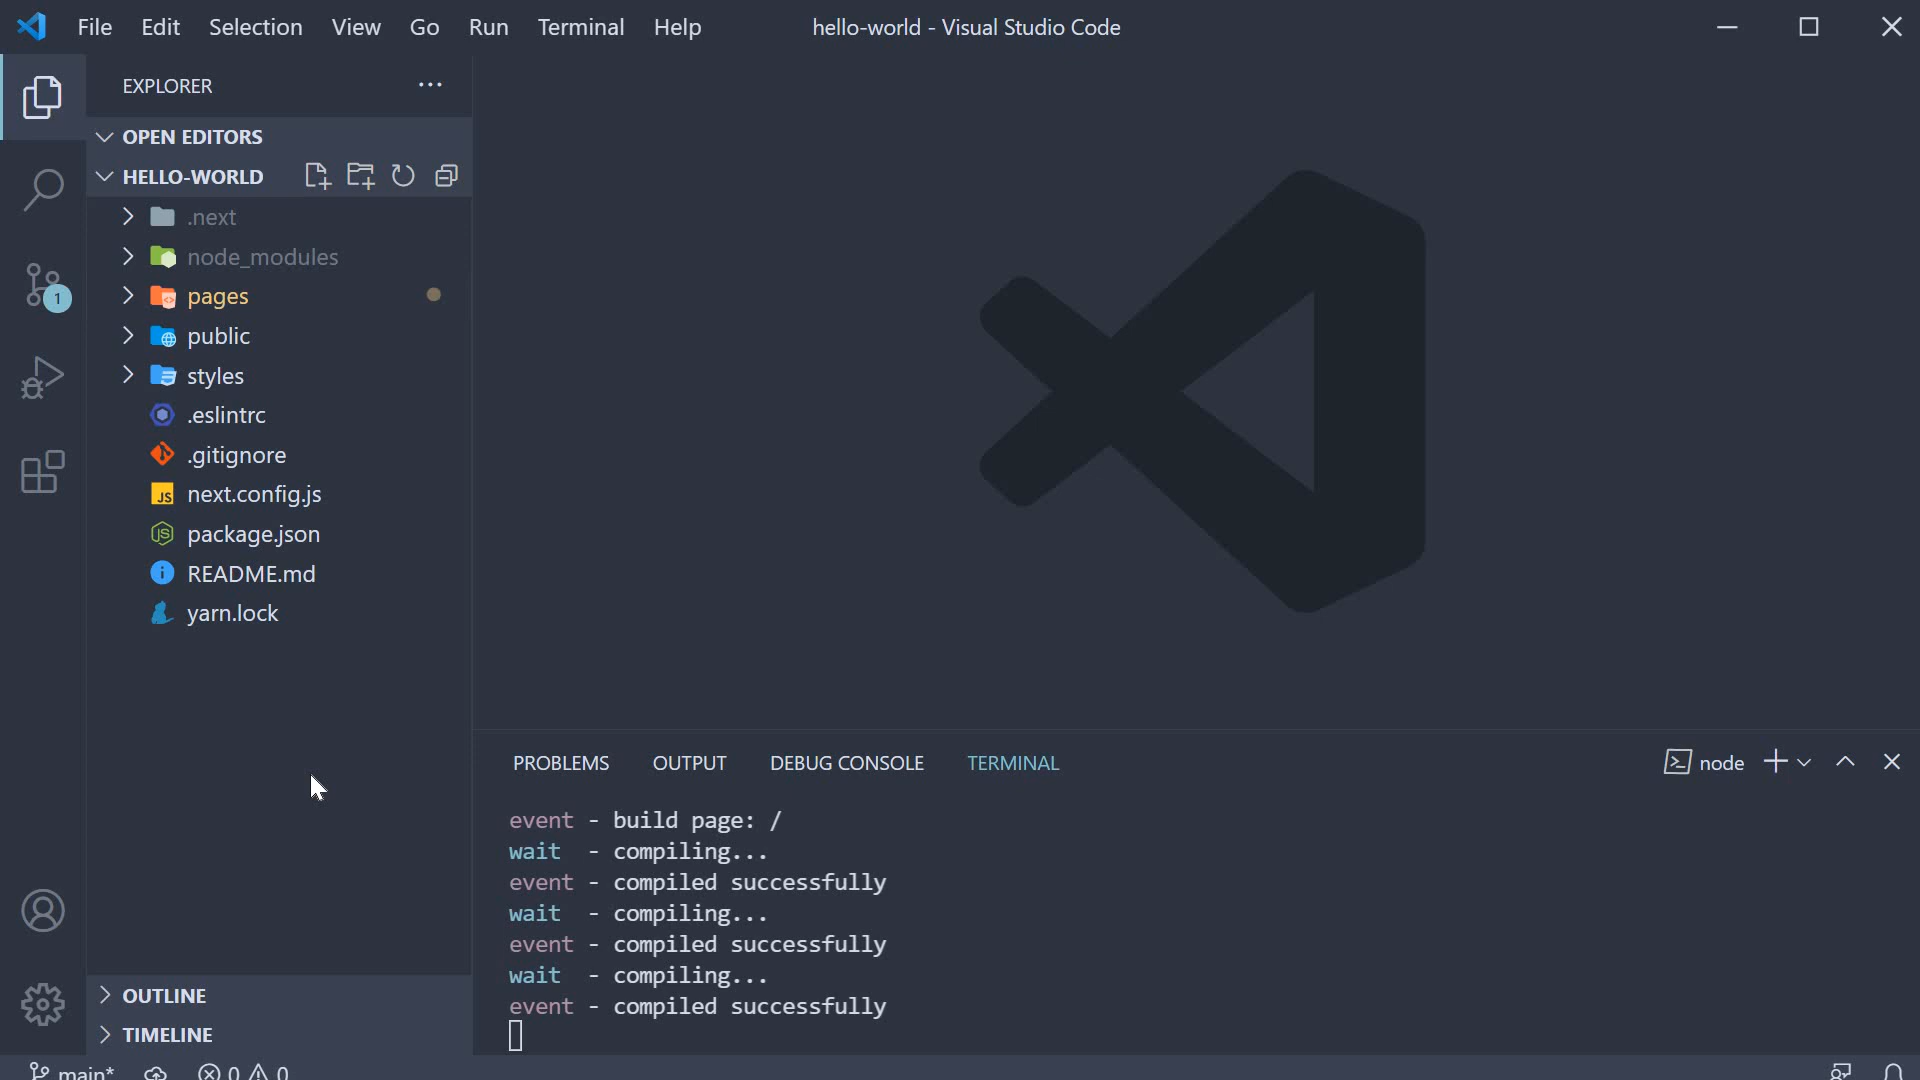 File Edit Selection View Go Run Terminal Help hello-world - Visual Studio Code
EXPLORER
OPEN EDITORS
HELLO-WORLD
.next
node_modules
1
pages
public
styles
.eslintrc
.gitignore
JS next.config.js
JS package.json
i README.md
yarn.lock
OUTLINE
TIMELINE
PROBLEMS OUTPUT DEBUG CONSOLE TERMINAL node
event - build page: /
wait - compiling...
event - compiled successfully
wait - compiling...
event - compiled successfully
wait - compiling...
event - compiled successfully
main* 0 0